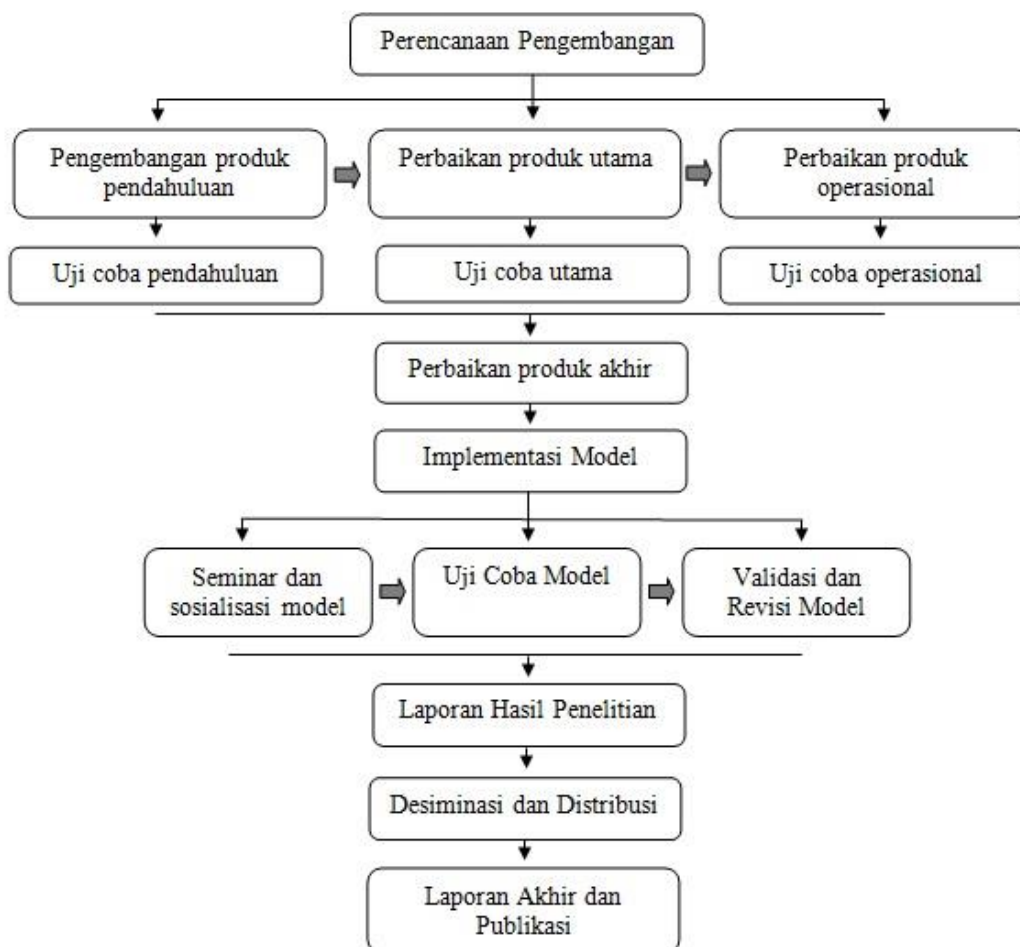 Perencanaan Pengembangan
Pengembangan produk
pendahuluan
Perbaikan produk utama
Perbaikan produk
operasional
Uji coba pendahuluan
Uji coba utama
Uji coba operasional
Perbaikan produk akhir
Implementasi Model
Seminar dan
sosialisasi model
Uji Coba Model
Validasi dan
Revisi Model
Laporan Hasil Penelitian
Desiminasi dan Distribusi
Laporan Akhir dan
Publikasi